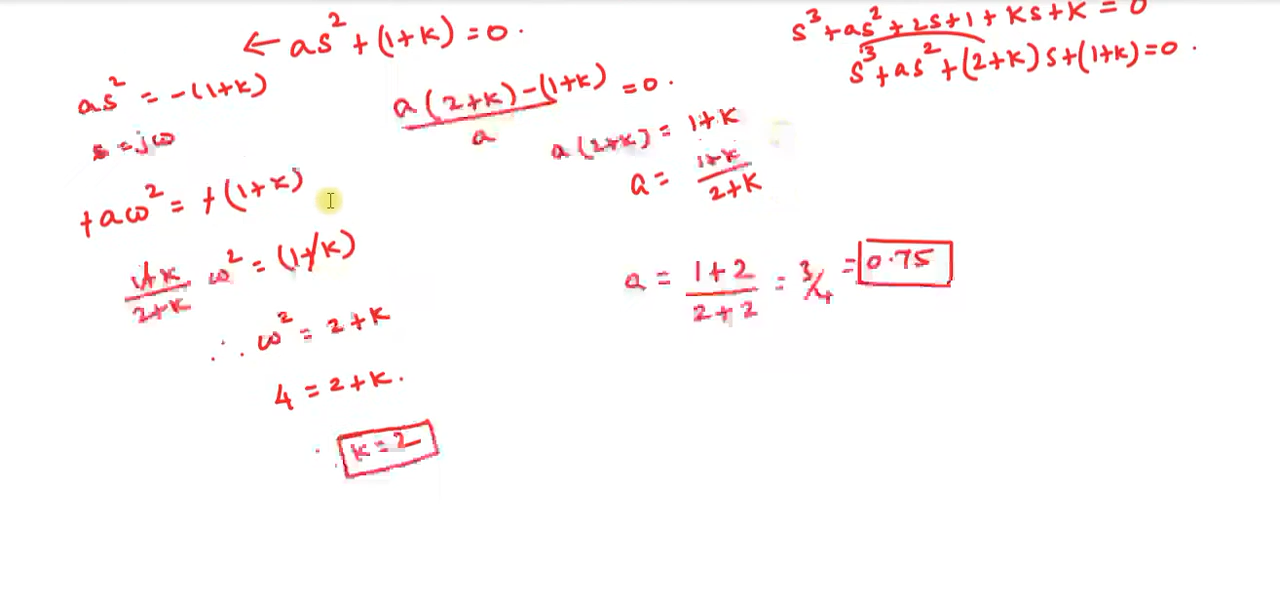 s³+as²+2s+1+ks+k=0
← as²+(1+k)=0.
s³+as²+(2+k)s+(1+k)=0.
as² = -(1+k)
a(2+k)-(1+k)/a = 0.
s=jω
a(2+k) = 1+k
a = 1+k/2+k
+aω² = +(1+k)
1+k/2+k ω² = (1+k)
a = 1+2/2+2 = 3/4 = 0.75
∴ ω² = 2+k
4 = 2+k.
∴ k=2